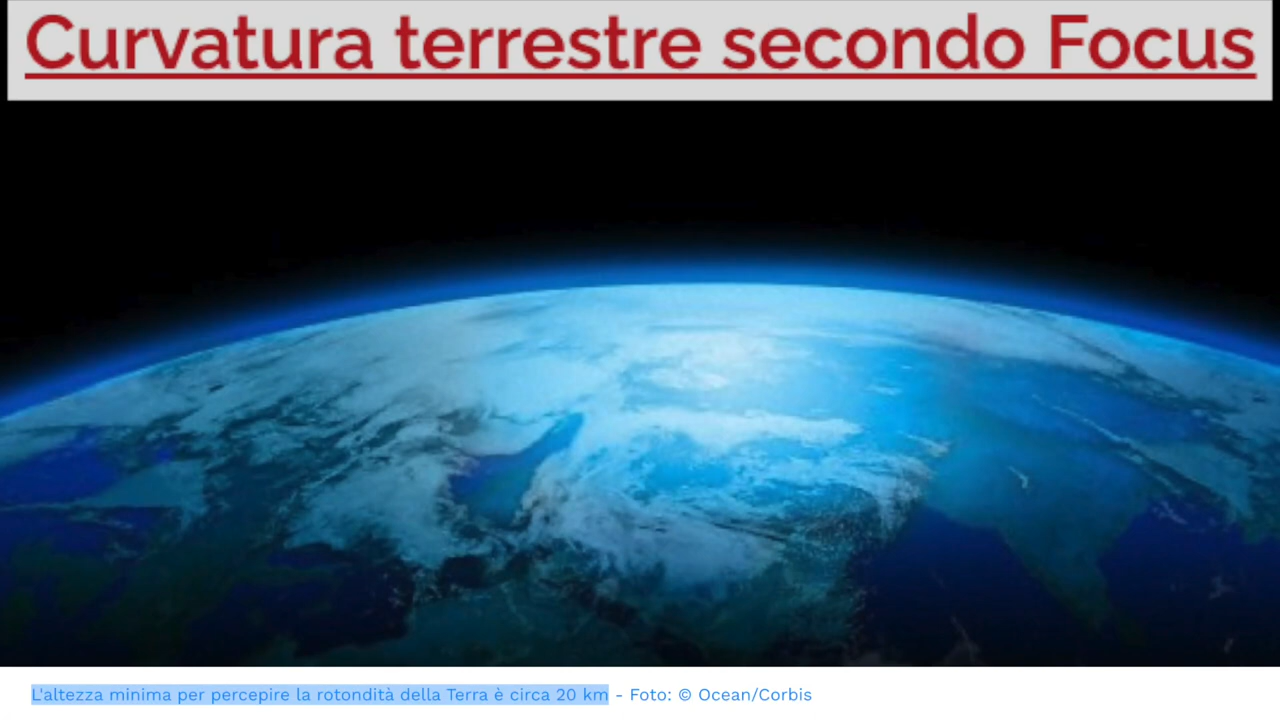 Curvatura terrestre secondo Focus
L'altezza minima per percepire la rotondità della Terra è circa 20 km - Foto: © Ocean/Corbis